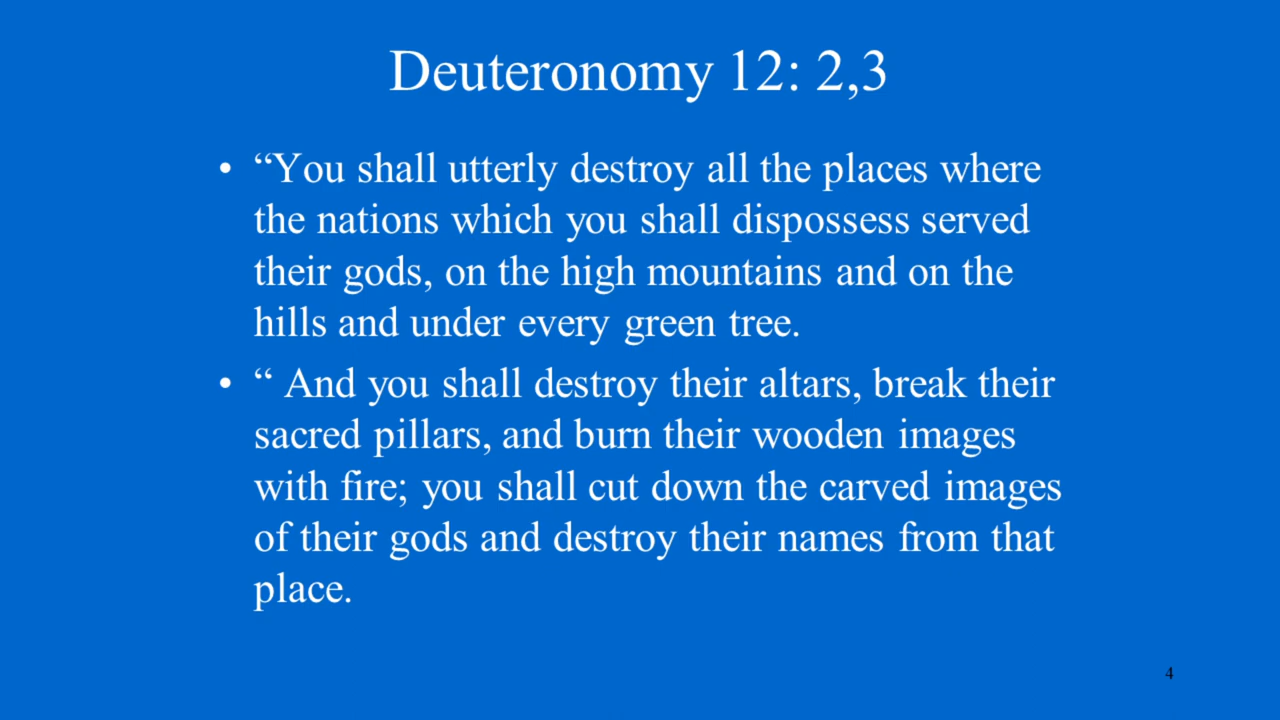 Deuteronomy 12: 2,3
• “You shall utterly destroy all the places where
the nations which you shall dispossess served
their gods, on the high mountains and on the
hills and under every green tree.
• “ And you shall destroy their altars, break their
sacred pillars, and burn their wooden images
with fire; you shall cut down the carved images
of their gods and destroy their names from that
place.
4